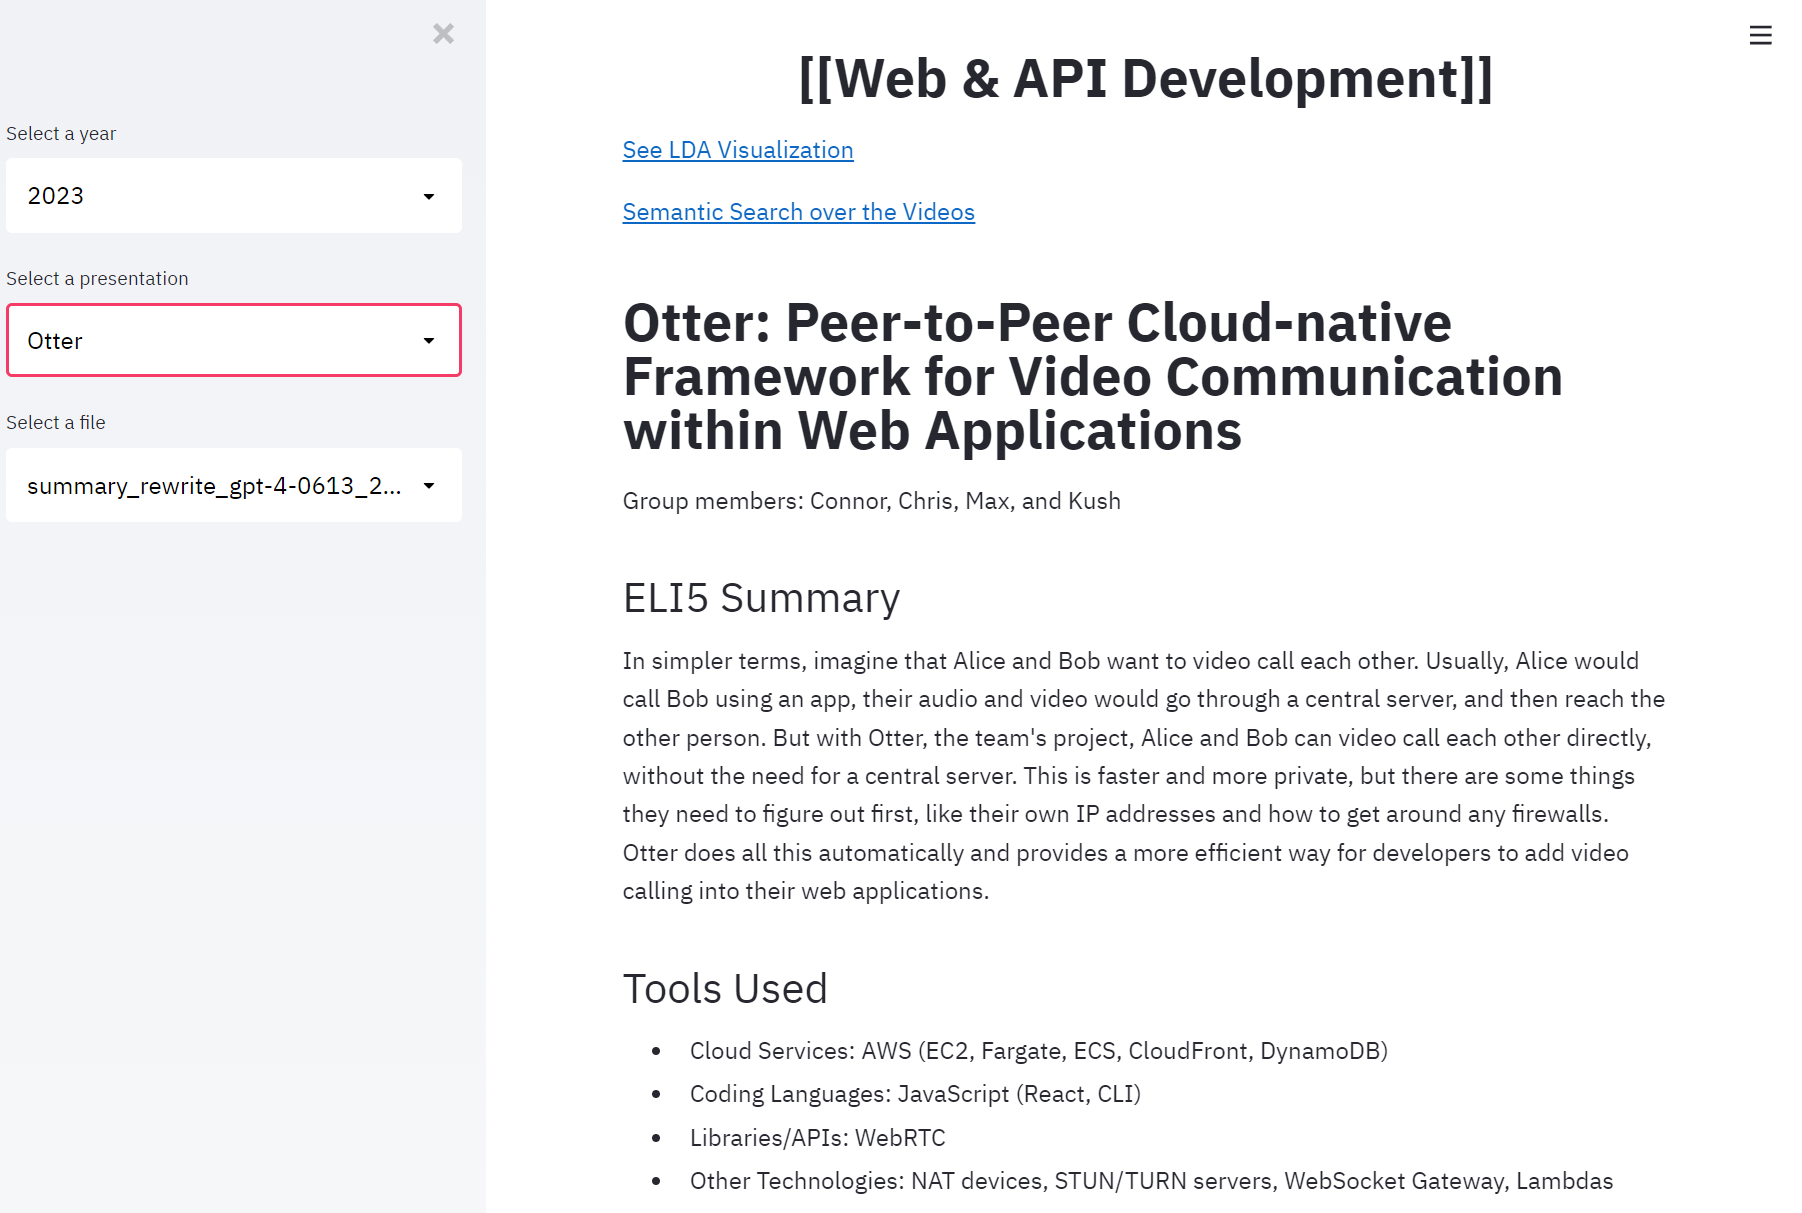 Select a year
2023
Select a presentation
Otter
Select a file
summary_rewrite_gpt-4-0613_2...
[[Web & API Development]]
See LDA Visualization
Semantic Search over the Videos
Otter: Peer-to-Peer Cloud-native
Framework for Video Communication
within Web Applications
Group members: Connor, Chris, Max, and Kush
ELI5 Summary
In simpler terms, imagine that Alice and Bob want to video call each other. Usually, Alice would
call Bob using an app, their audio and video would go through a central server, and then reach the
other person. But with Otter, the team's project, Alice and Bob can video call each other directly,
without the need for a central server. This is faster and more private, but there are some things
they need to figure out first, like their own IP addresses and how to get around any firewalls.
Otter does all this automatically and provides a more efficient way for developers to add video
calling into their web applications.
Tools Used
• Cloud Services: AWS (EC2, Fargate, ECS, CloudFront, DynamoDB)
• Coding Languages: JavaScript (React, CLI)
• Libraries/APIs: WebRTC
• Other Technologies: NAT devices, STUN/TURN servers, WebSocket Gateway, Lambdas